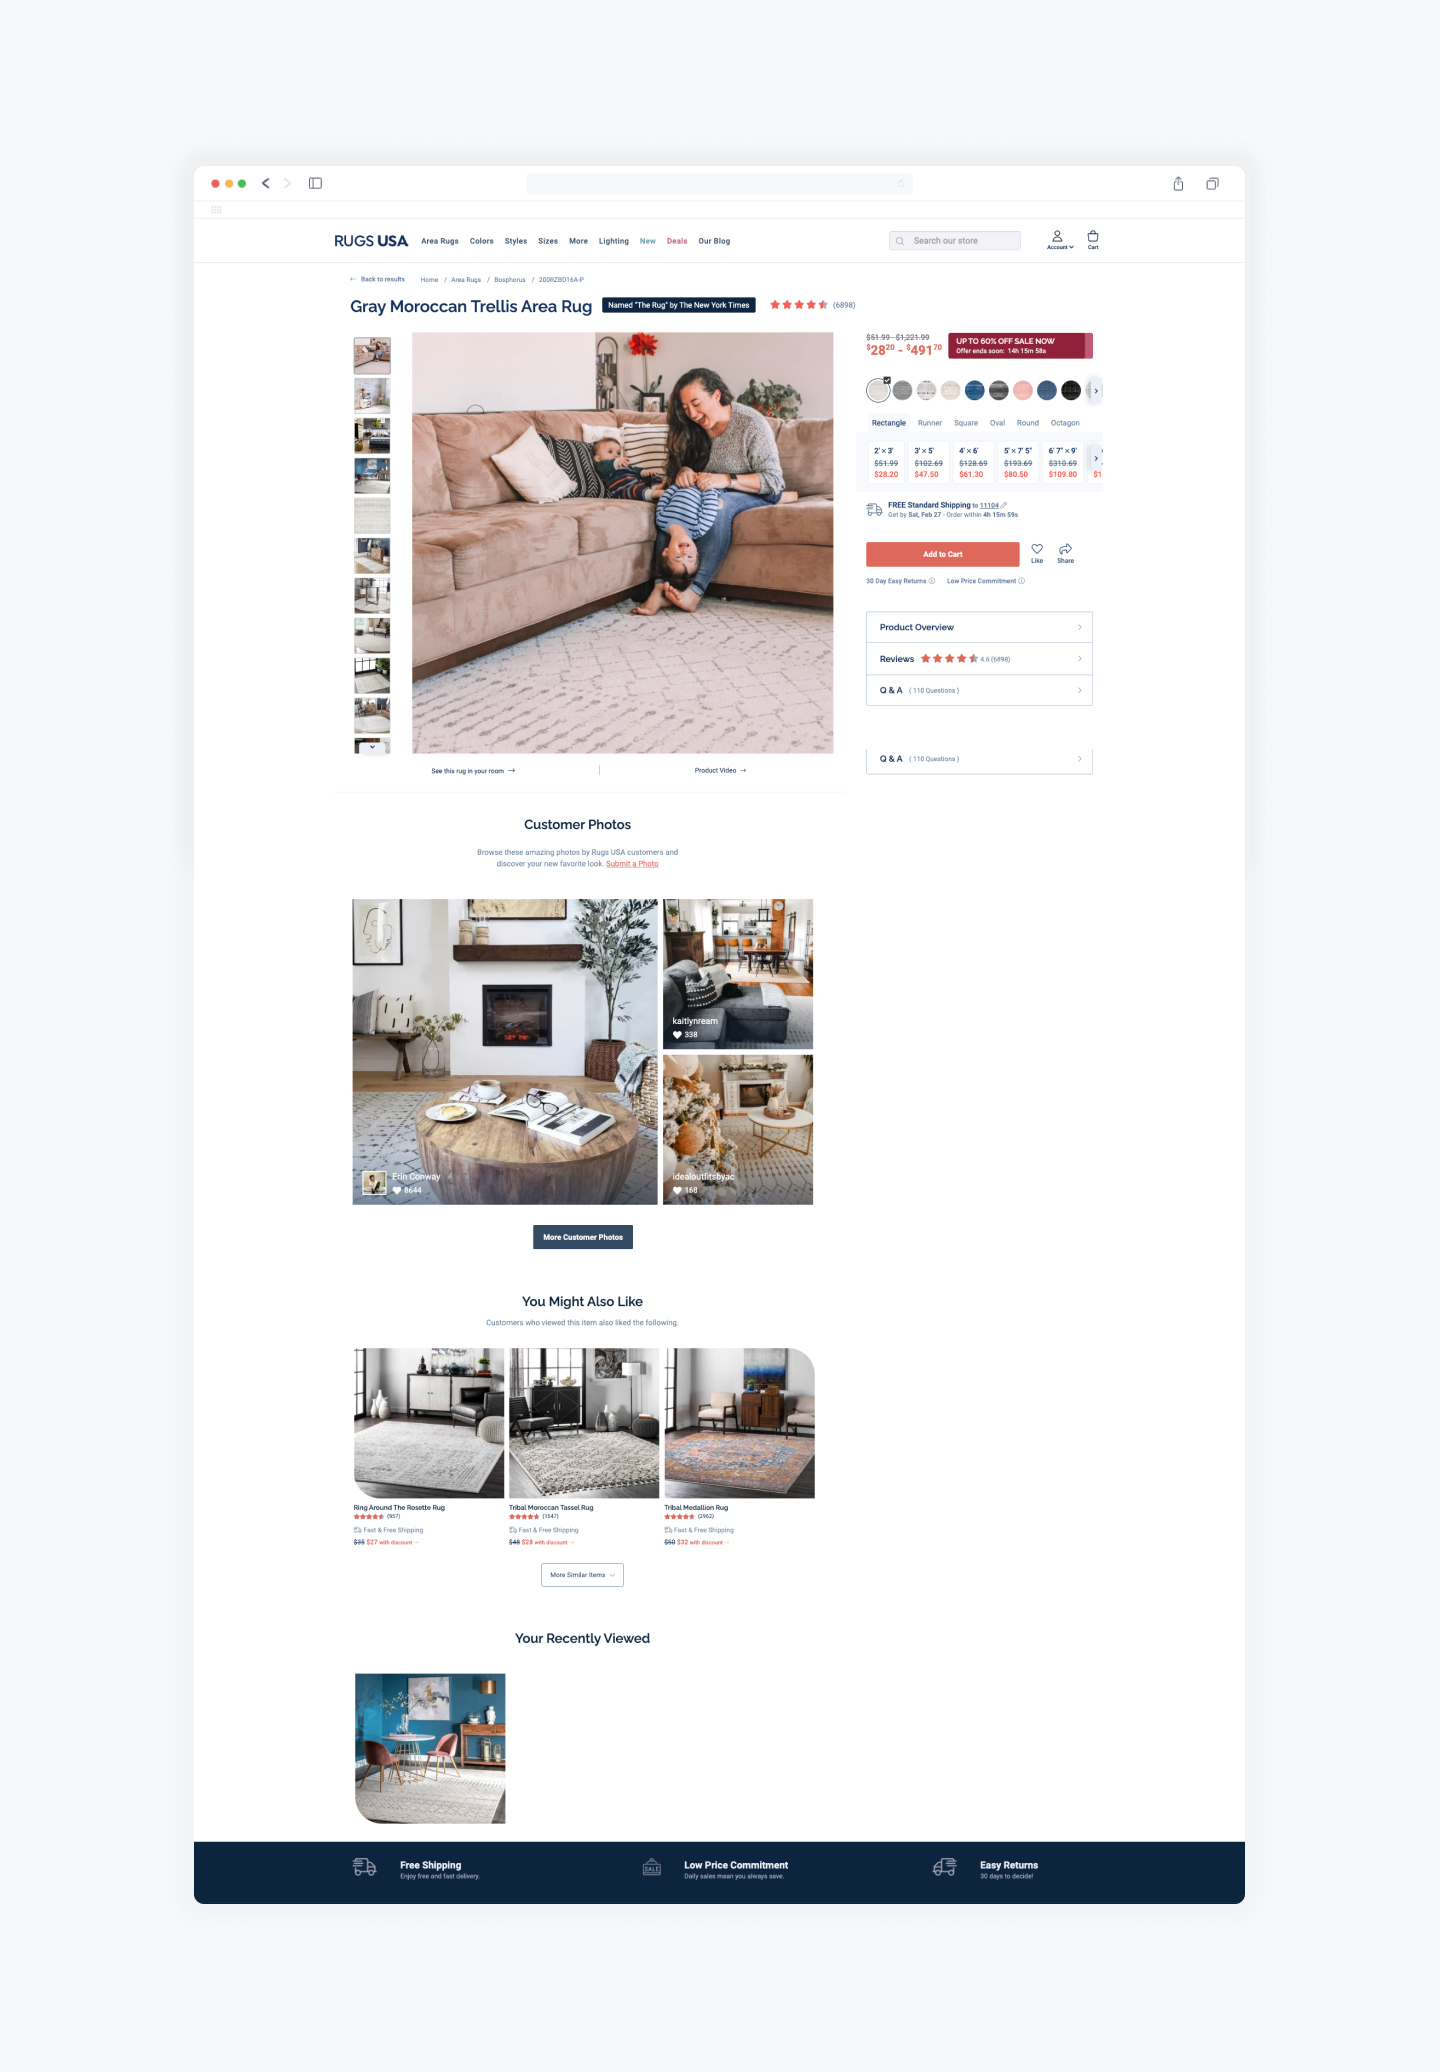 RUGS USA
Area Rugs Colors Styles Sizes More Lighting New Deals Our Blog
Search our store
Account
Cart
Back to results Home / Area Rugs / Bosphorus / 200RZBD16A-P
Gray Moroccan Trellis Area Rug
Named "The Rug" by The New York Times
(6898)
$51.99 - $1,221.99
$28.20 - $491.70
UP TO 60% OFF SALE NOW
Offer ends soon: 14h 15m 58s
Rectangle Runner Square Oval Round Octagon
2' × 3' 3' × 5' 4' × 6' 5' × 7' 5" 6' 7" × 9'
$51.99 $102.69 $128.69 $193.69 $310.69
$28.20 $47.50 $61.30 $80.50 $109.80 $1
FREE Standard Shipping to 11104
Get by Sat, Feb 27 - Order within 4h 15m 59s
Add to Cart
Like
Share
30 Day Easy Returns Low Price Commitment
Product Overview
Reviews 4.6 (6898)
Q & A ( 110 Questions )
Q & A ( 110 Questions )
See this rug in your room
Product Video
Customer Photos
Browse these amazing photos by Rugs USA customers and
discover your new favorite look. Submit a Photo
Erin Conway
8644
kaitlynream
338
idealoutfitsbyac
168
More Customer Photos
You Might Also Like
Customers who viewed this item also liked the following.
Ring Around The Rosette Rug
(957)
Fast & Free Shipping
$35 $27 with discount
Tribal Moroccan Tassel Rug
(1547)
Fast & Free Shipping
$48 $28 with discount
Tribal Medallion Rug
(2962)
Fast & Free Shipping
$50 $32 with discount
More Similar Items
Your Recently Viewed
Free Shipping
Enjoy free and fast delivery.
SALE
Low Price Commitment
Daily sales mean you always save.
Easy Returns
30 days to decide!